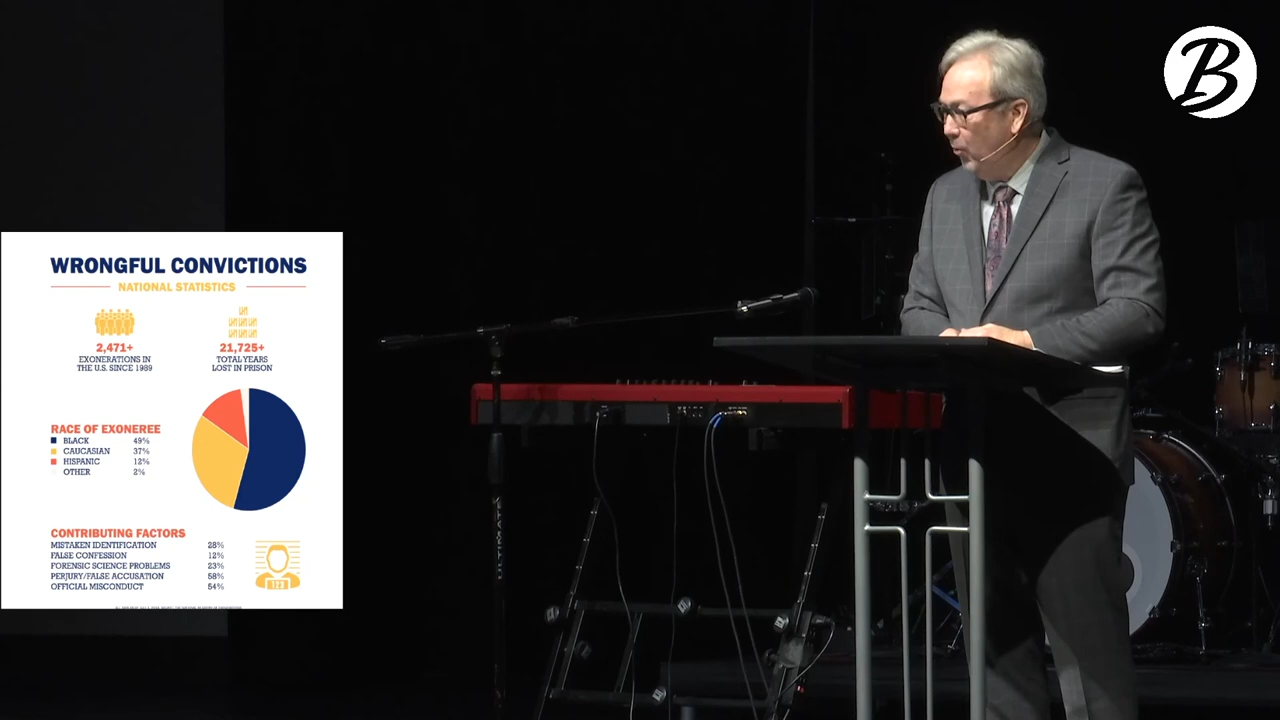 B
WRONGFUL CONVICTIONS
NATIONAL STATISTICS
2,471+
EXONERATIONS IN
THE U.S. SINCE 1989
21,725+
TOTAL YEARS
LOST IN PRISON
RACE OF EXONEREE
BLACK 49%
CAUCASIAN 37%
HISPANIC 12%
OTHER 2%
CONTRIBUTING FACTORS
MISTAKEN IDENTIFICATION 28%
FALSE CONFESSION 12%
FORENSIC SCIENCE PROBLEMS 23%
PERJURY/FALSE ACCUSATION 58%
OFFICIAL MISCONDUCT 54%
123
ULTIMATE